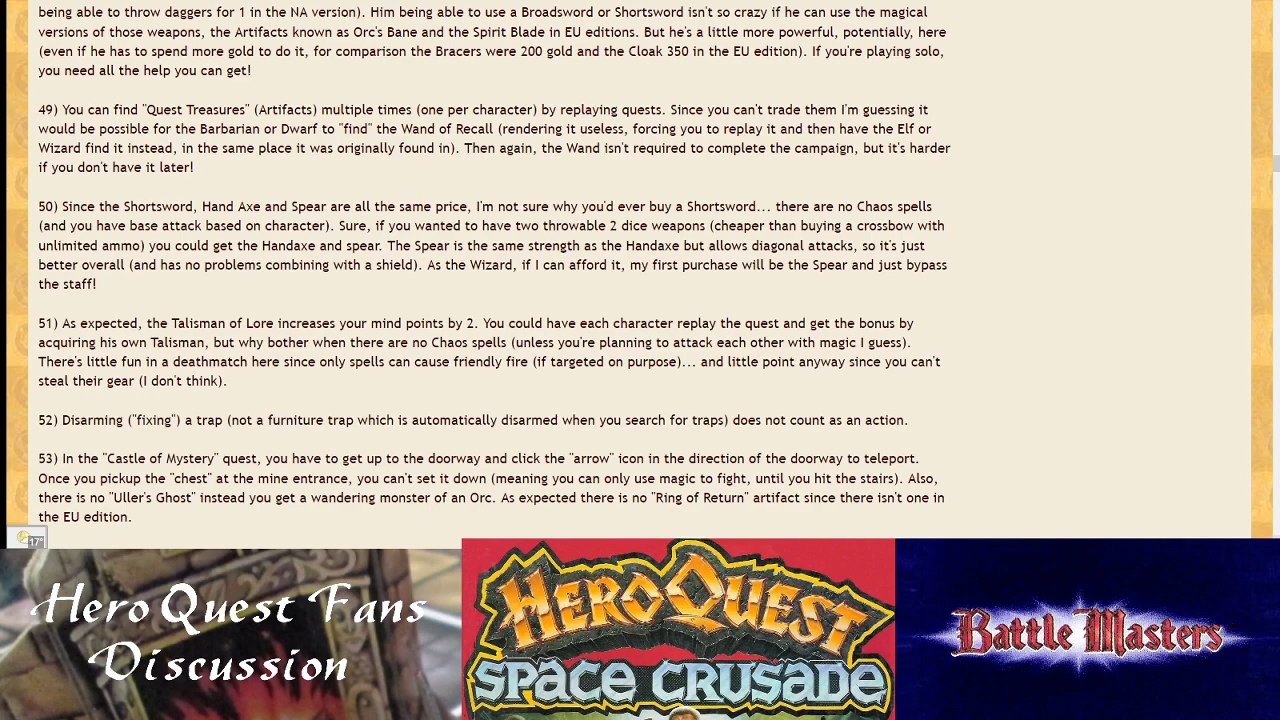 being able to throw daggers for 1 in the NA version). Him being able to use a Broadsword or Shortsword isn't so crazy if he can use the magical
versions of those weapons, the Artifacts known as Orc's Bane and the Spirit Blade in EU editions. But he's a little more powerful, potentially, here
(even if he has to spend more gold to do it, for comparison the Bracers were 200 gold and the Cloak 350 in the EU edition). If you're playing solo,
you need all the help you can get!
49) You can find "Quest Treasures" (Artifacts) multiple times (one per character) by replaying quests. Since you can't trade them I'm guessing it
would be possible for the Barbarian or Dwarf to "find" the Wand of Recall (rendering it useless, forcing you to replay it and then have the Elf or
Wizard find it instead, in the same place it was originally found in). Then again, the Wand isn't required to complete the campaign, but it's harder
if you don't have it later!
50) Since the Shortsword, Hand Axe and Spear are all the same price, I'm not sure why you'd ever buy a Shortsword... there are no Chaos spells
(and you have base attack based on character). Sure, if you wanted to have two throwable 2 dice weapons (cheaper than buying a crossbow with
unlimited ammo) you could get the Handaxe and spear. The Spear is the same strength as the Handaxe but allows diagonal attacks, so it's just
better overall (and has no problems combining with a shield). As the Wizard, if I can afford it, my first purchase will be the Spear and just bypass
the staff!
51) As expected, the Talisman of Lore increases your mind points by 2. You could have each character replay the quest and get the bonus by
acquiring his own Talisman, but why bother when there are no Chaos spells (unless you're planning to attack each other with magic I guess).
There's little fun in a deathmatch here since only spells can cause friendly fire (if targeted on purpose)... and little point anyway since you can't
steal their gear (I don't think).
52) Disarming ("fixing") a trap (not a furniture trap which is automatically disarmed when you search for traps) does not count as an action.
53) In the "Castle of Mystery" quest, you have to get up to the doorway and click the "arrow" icon in the direction of the doorway to teleport.
Once you pickup the "chest" at the mine entrance, you can't set it down (meaning you can only use magic to fight, until you hit the stairs). Also,
there is no "Uller's Ghost" instead you get a wandering monster of an Orc. As expected there is no "Ring of Return" artifact since there isn't one in
the EU edition.
17°
Hero Quest Fans
Discussion
HEROQUEST
SPACE CRUSADE
Battle Masters